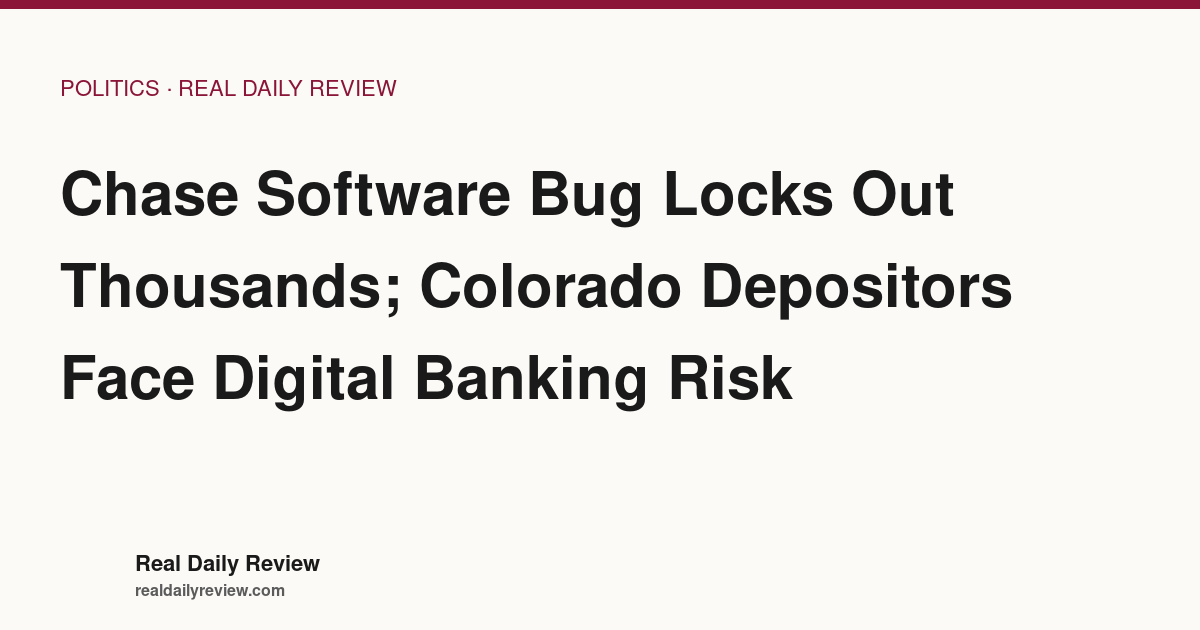 POLITICS · REAL DAILY REVIEW
Chase Software Bug Locks Out
Thousands; Colorado Depositors
Face Digital Banking Risk
Real Daily Review
realdailyreview.com